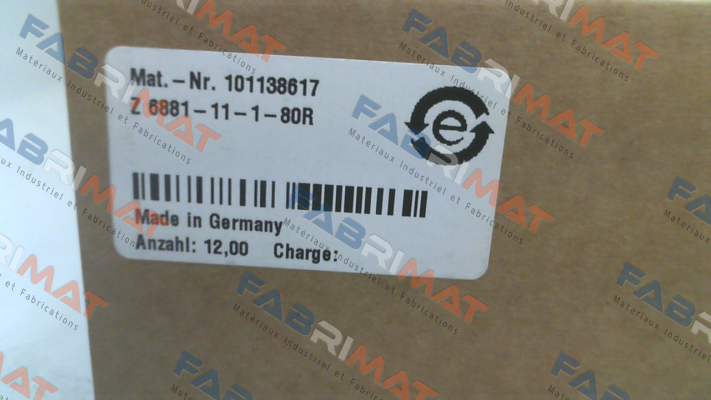 Mat.-Nr. 101138617
Z 6881-11-1-80R
e
Made in Germany
Anzahl: 12,00 Charge:
FABRIMAT
Materiaux Industriel et Fabrications